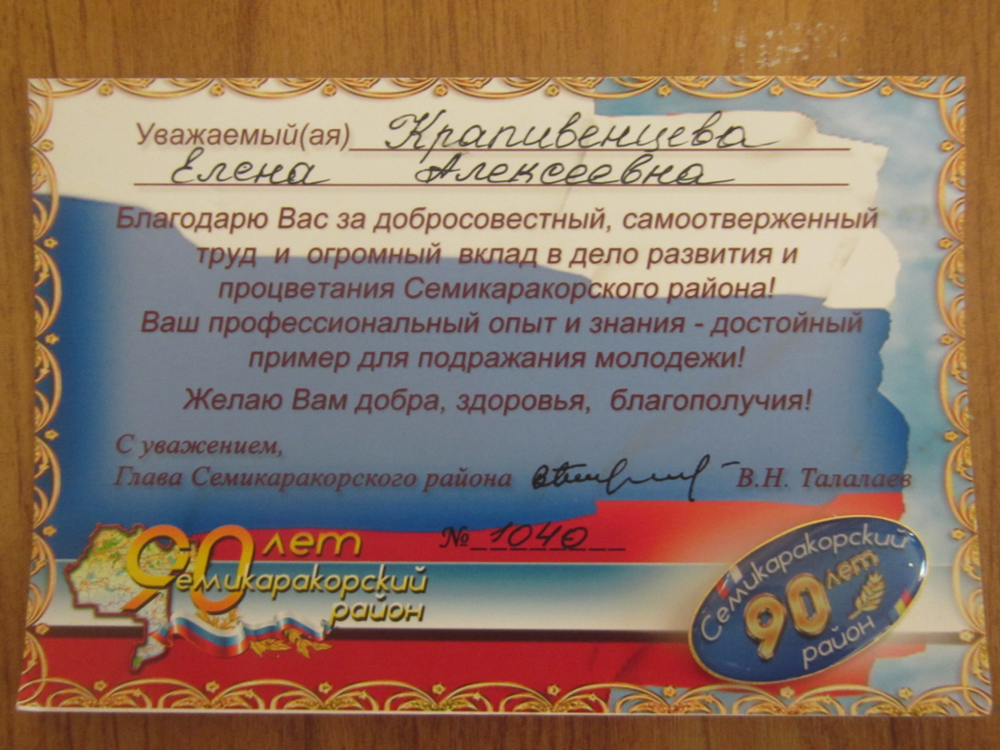 Уважаемый(ая) Крапивенцева
Елена Алексеевна
Благодарю Вас за добросовестный, самоотверженный
труд и огромный вклад в дело развития и
процветания Семикаракорского района!
Ваш профессиональный опыт и знания - достойный
пример для подражания молодежи!
Желаю Вам добра, здоровья, благополучия!
С уважением,
Глава Семикаракорского района В.Н. Талалаев
№ 1040
90 лет
Семикаракорский
район
Семикаракорский
90 лет
район